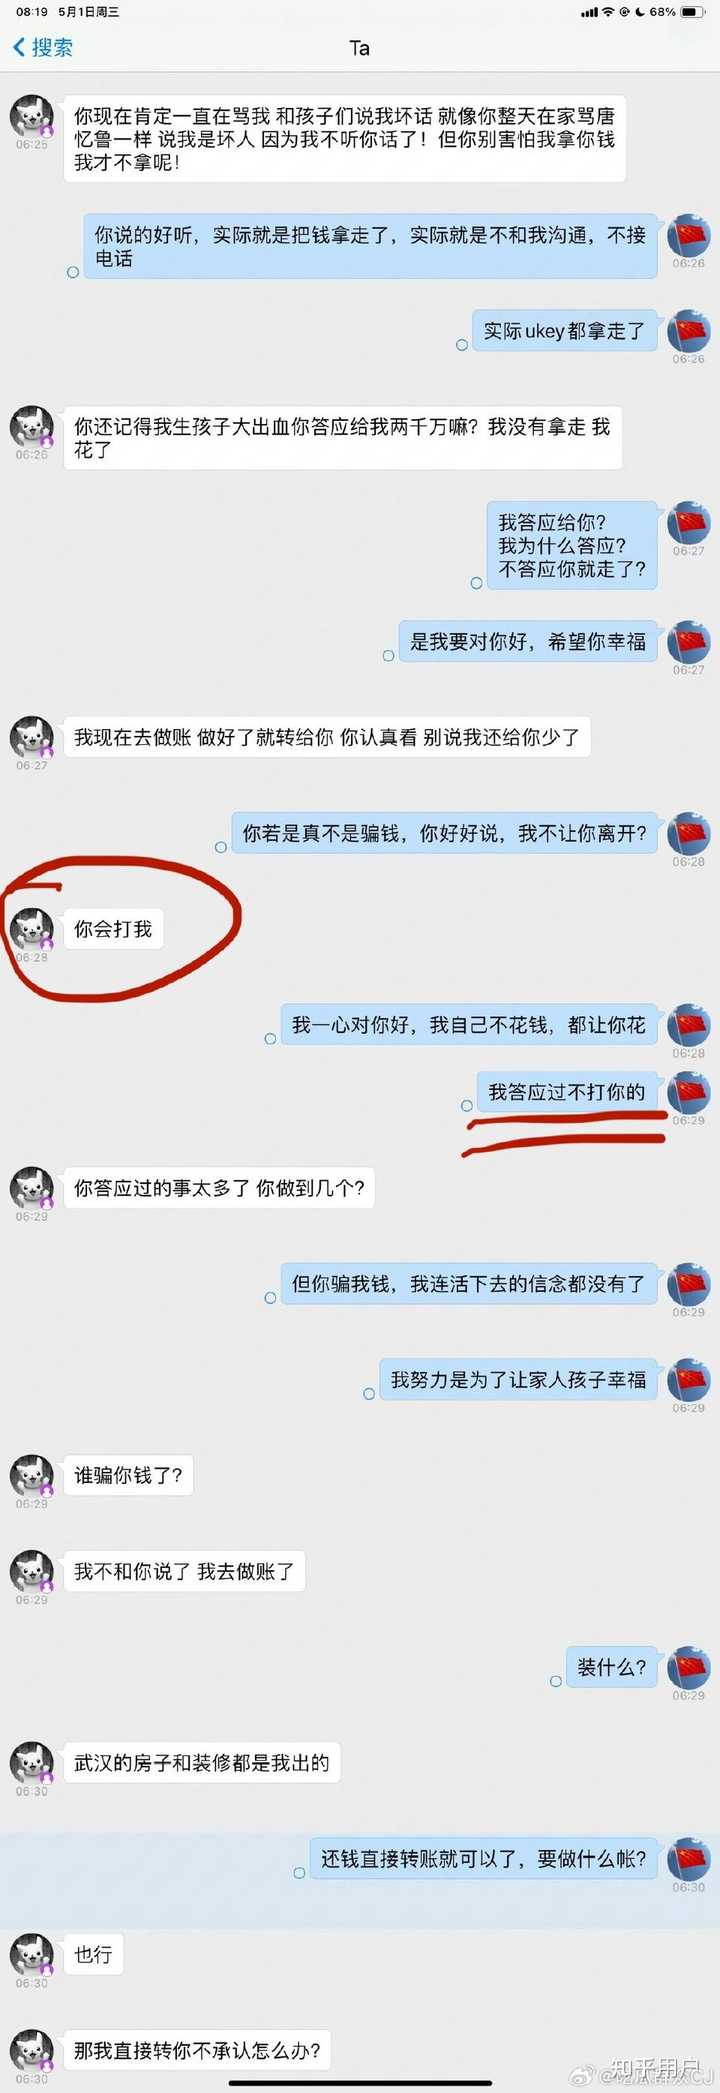 08:19 5月1日周三
68%
搜索
Ta
你现在肯定一直在骂我 和孩子们说我坏话 就像你整天在家骂唐
忆鲁一样 说我是坏人 因为我不听你话了！但你别害怕我拿你钱
我才不拿呢！
06:25
你说的好听，实际就是把钱拿走了，实际就是不和我沟通，不接
电话
06:26
实际ukey都拿走了
06:26
你还记得我生孩子大出血你答应给我两千万嘛？我没有拿走 我
花了
06:26
我答应给你？
我为什么答应？
不答应你就走了？
06:27
是我要对你好，希望你幸福
06:27
我现在去做账 做好了就转给你 你认真看 别说我还给你少了
06:27
你若是真不是骗钱，你好好说，我不让你离开？
06:28
你会打我
06:28
我一心对你好，我自己不花钱，都让你花
06:28
我答应过不打你的
06:29
你答应过的事太多了 你做到几个？
06:29
但你骗我钱，我连活下去的信念都没有了
06:29
我努力是为了让家人孩子幸福
06:29
谁骗你钱了？
06:29
我不和你说了 我去做账了
06:29
装什么？
06:29
武汉的房子和装修都是我出的
06:30
还钱直接转账就可以了，要做什么帐？
06:30
也行
06:30
那我直接转你不承认怎么办？
06:30
知乎用户